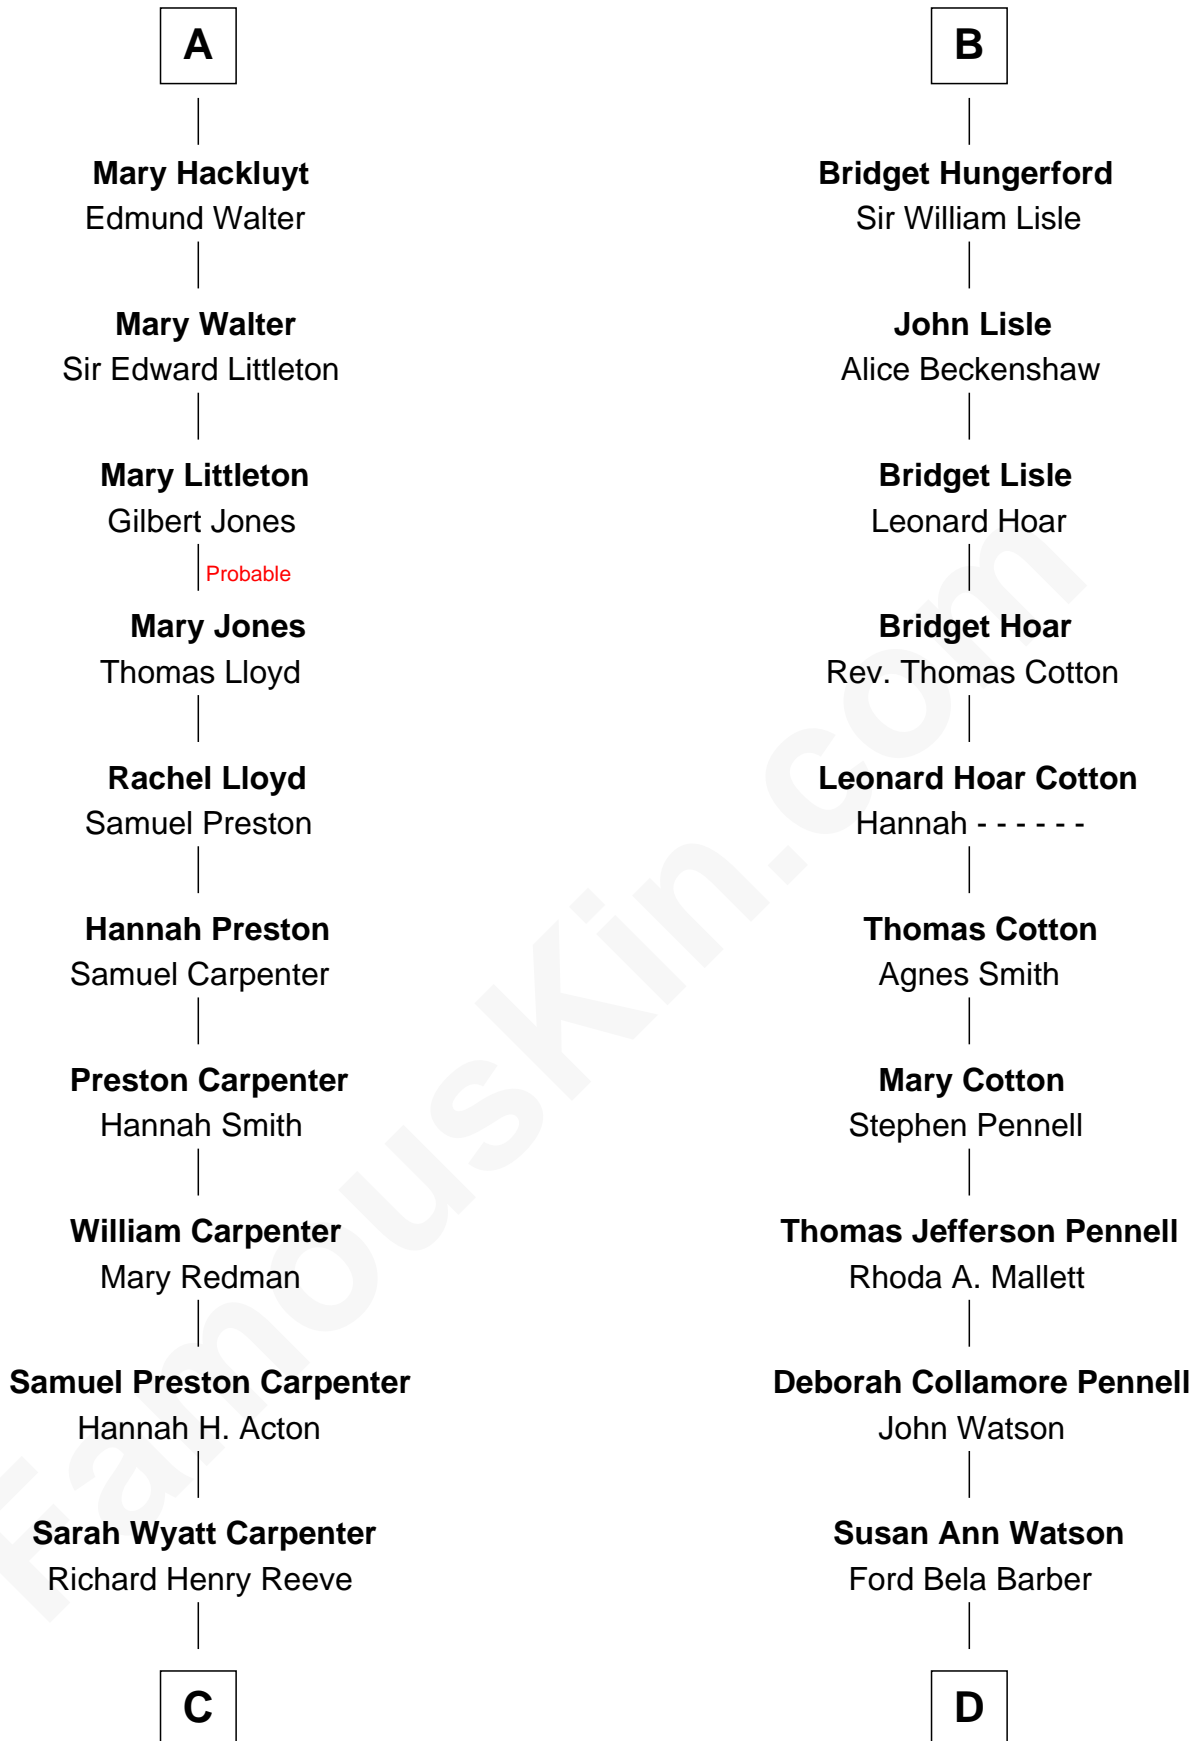 A
Mary Hackluyt
Edmund Walter
Mary Walter
Sir Edward Littleton
Mary Littleton
Gilbert Jones
Probable
Mary Jones
Thomas Lloyd
Rachel Lloyd
Samuel Preston
Hannah Preston
Samuel Carpenter
Preston Carpenter
Hannah Smith
William Carpenter
Mary Redman
Samuel Preston Carpenter
Hannah H. Acton
Sarah Wyatt Carpenter
Richard Henry Reeve
C
B
Bridget Hungerford
Sir William Lisle
John Lisle
Alice Beckenshaw
Bridget Lisle
Leonard Hoar
Bridget Hoar
Rev. Thomas Cotton
Leonard Hoar Cotton
Hannah - - - - - -
Thomas Cotton
Agnes Smith
Mary Cotton
Stephen Pennell
Thomas Jefferson Pennell
Rhoda A. Mallett
Deborah Collamore Pennell
John Watson
Susan Ann Watson
Ford Bela Barber
D
FamousKin.com